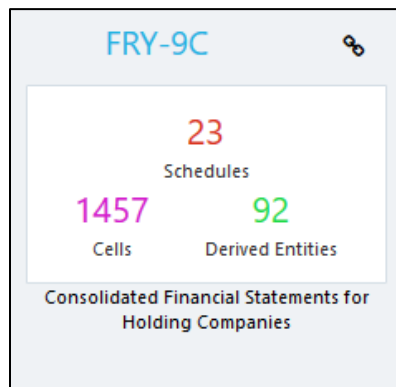 FRY-9C
23
Schedules
1457 92
Cells Derived Entities
Consolidated Financial Statements for
Holding Companies